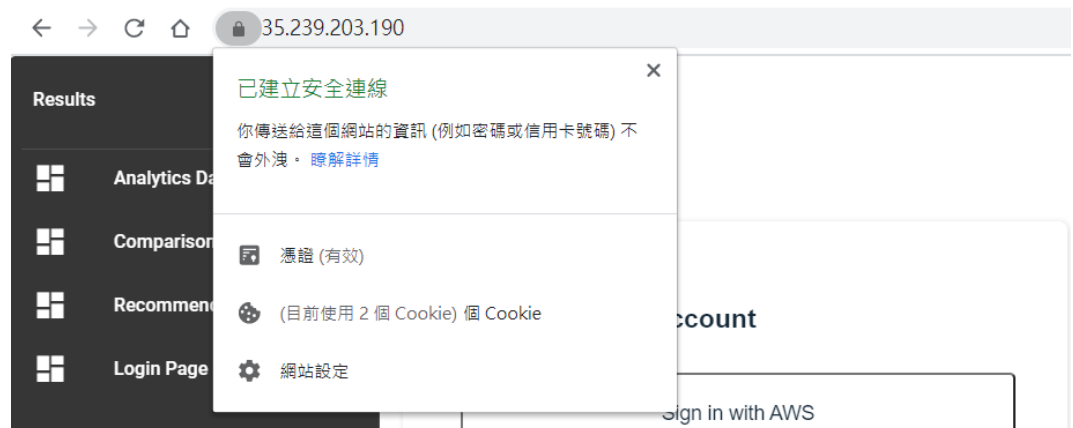 35.239.203.190
Results
Analytics Da
Comparison
Recommen
Login Page
已建立安全連線
你傳送給這個網站的資訊 (例如密碼或信用卡號碼) 不
會外洩。 瞭解詳情
憑證 (有效)
(目前使用 2 個 Cookie) 個 Cookie
網站設定
ccount
Sign in with AWS